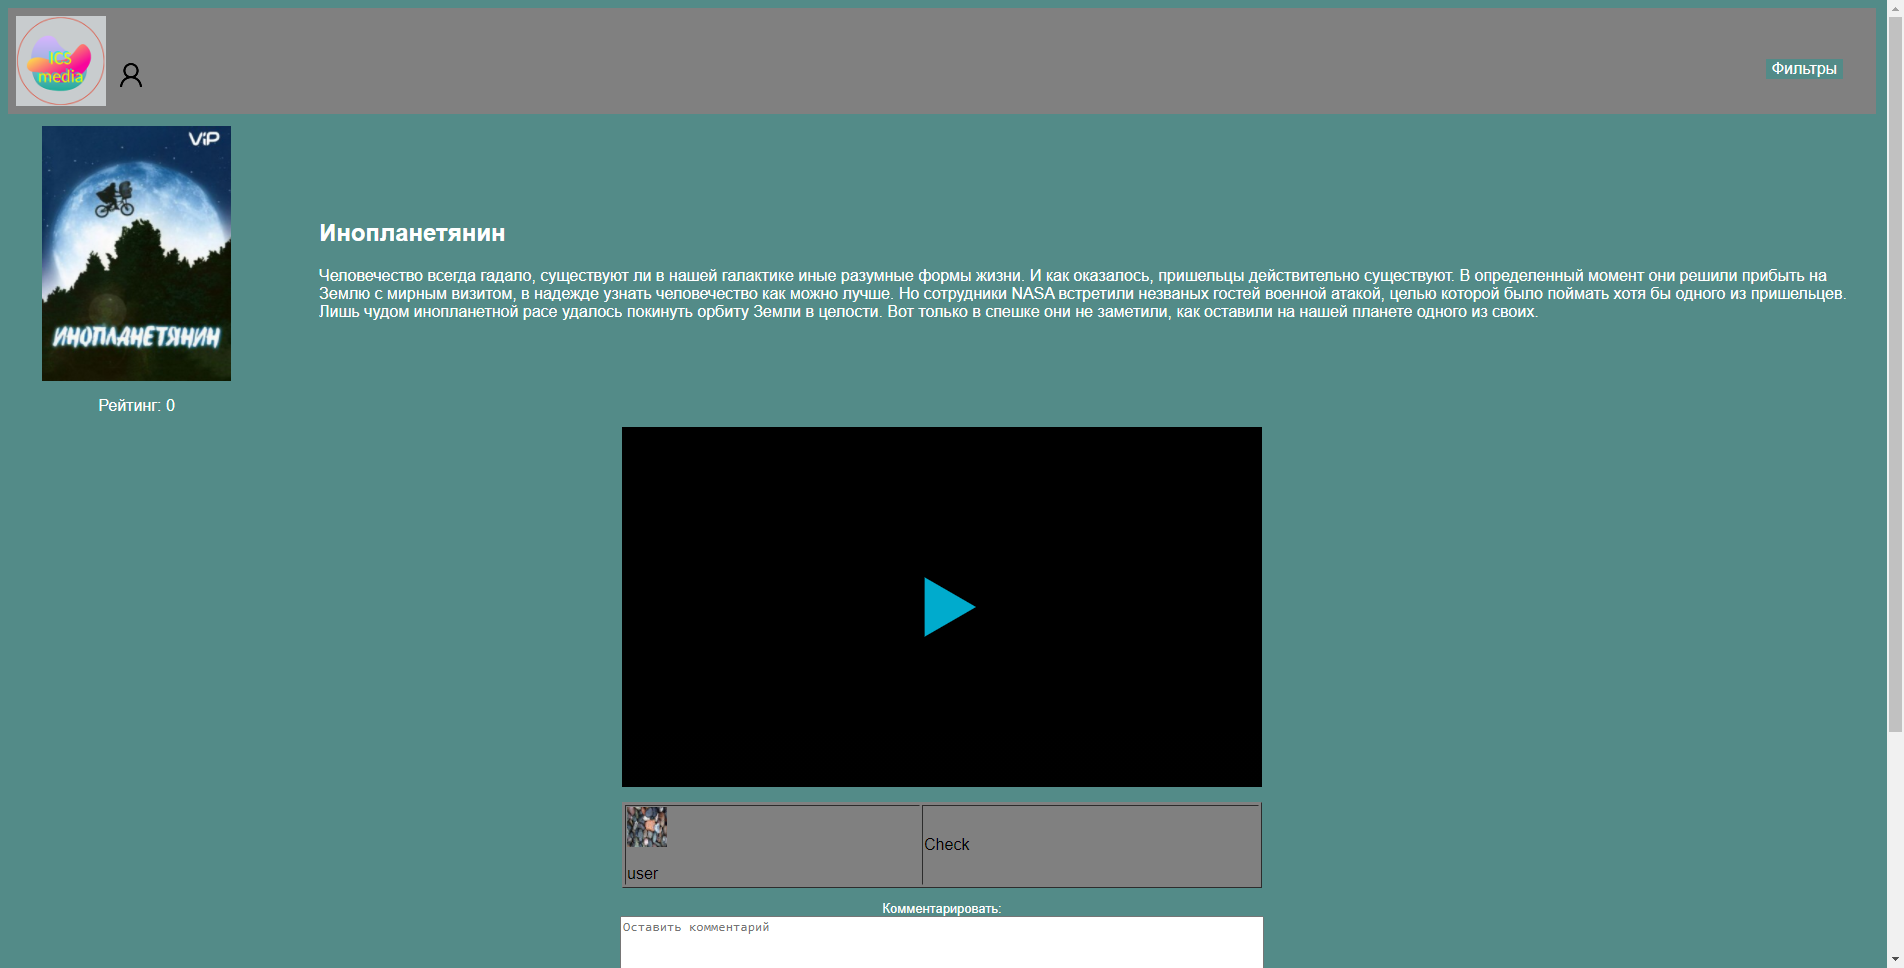 ICS
media
Фильтры
ViP
ИНОПЛАНЕТЯНИН
Рейтинг: 0
Инопланетянин
Человечество всегда гадало, существуют ли в нашей галактике иные разумные формы жизни. И как оказалось, пришельцы действительно существуют. В определенный момент они решили прибыть на
Землю с мирным визитом, в надежде узнать человечество как можно лучше. Но сотрудники NASA встретили незваных гостей военной атакой, целью которой было поймать хотя бы одного из пришельцев.
Лишь чудом инопланетной расе удалось покинуть орбиту Земли в целости. Вот только в спешке они не заметили, как оставили на нашей планете одного из своих.
user
Check
Комментировать:
Оставить комментарий